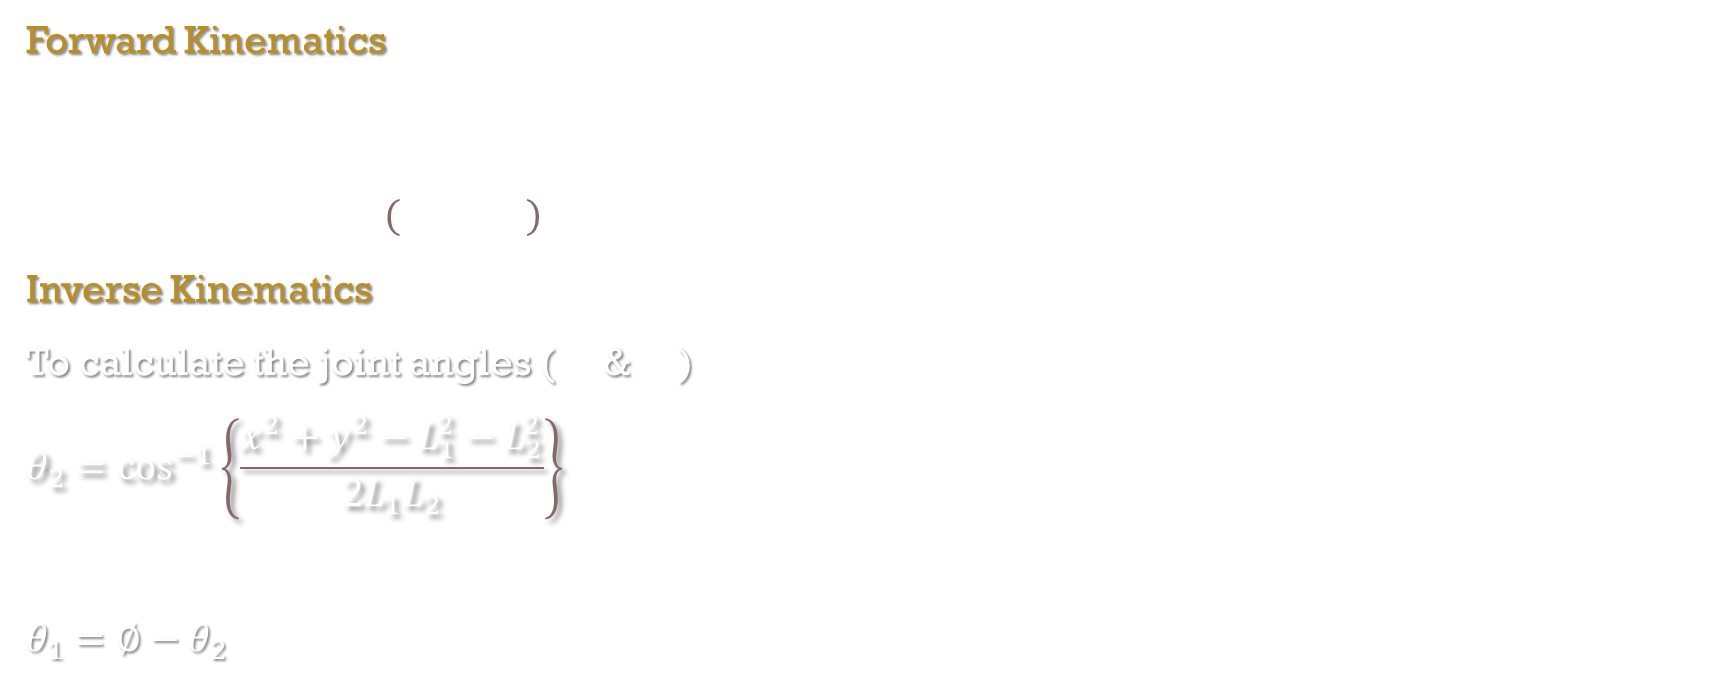 Forward Kinematics
( )
Inverse Kinematics
To calculate the joint angles ( & )
θ₂ = cos⁻¹ {(x² + y² − L₁² − L₂²) / (2L₁L₂)}
θ₁ = ∅ − θ₂